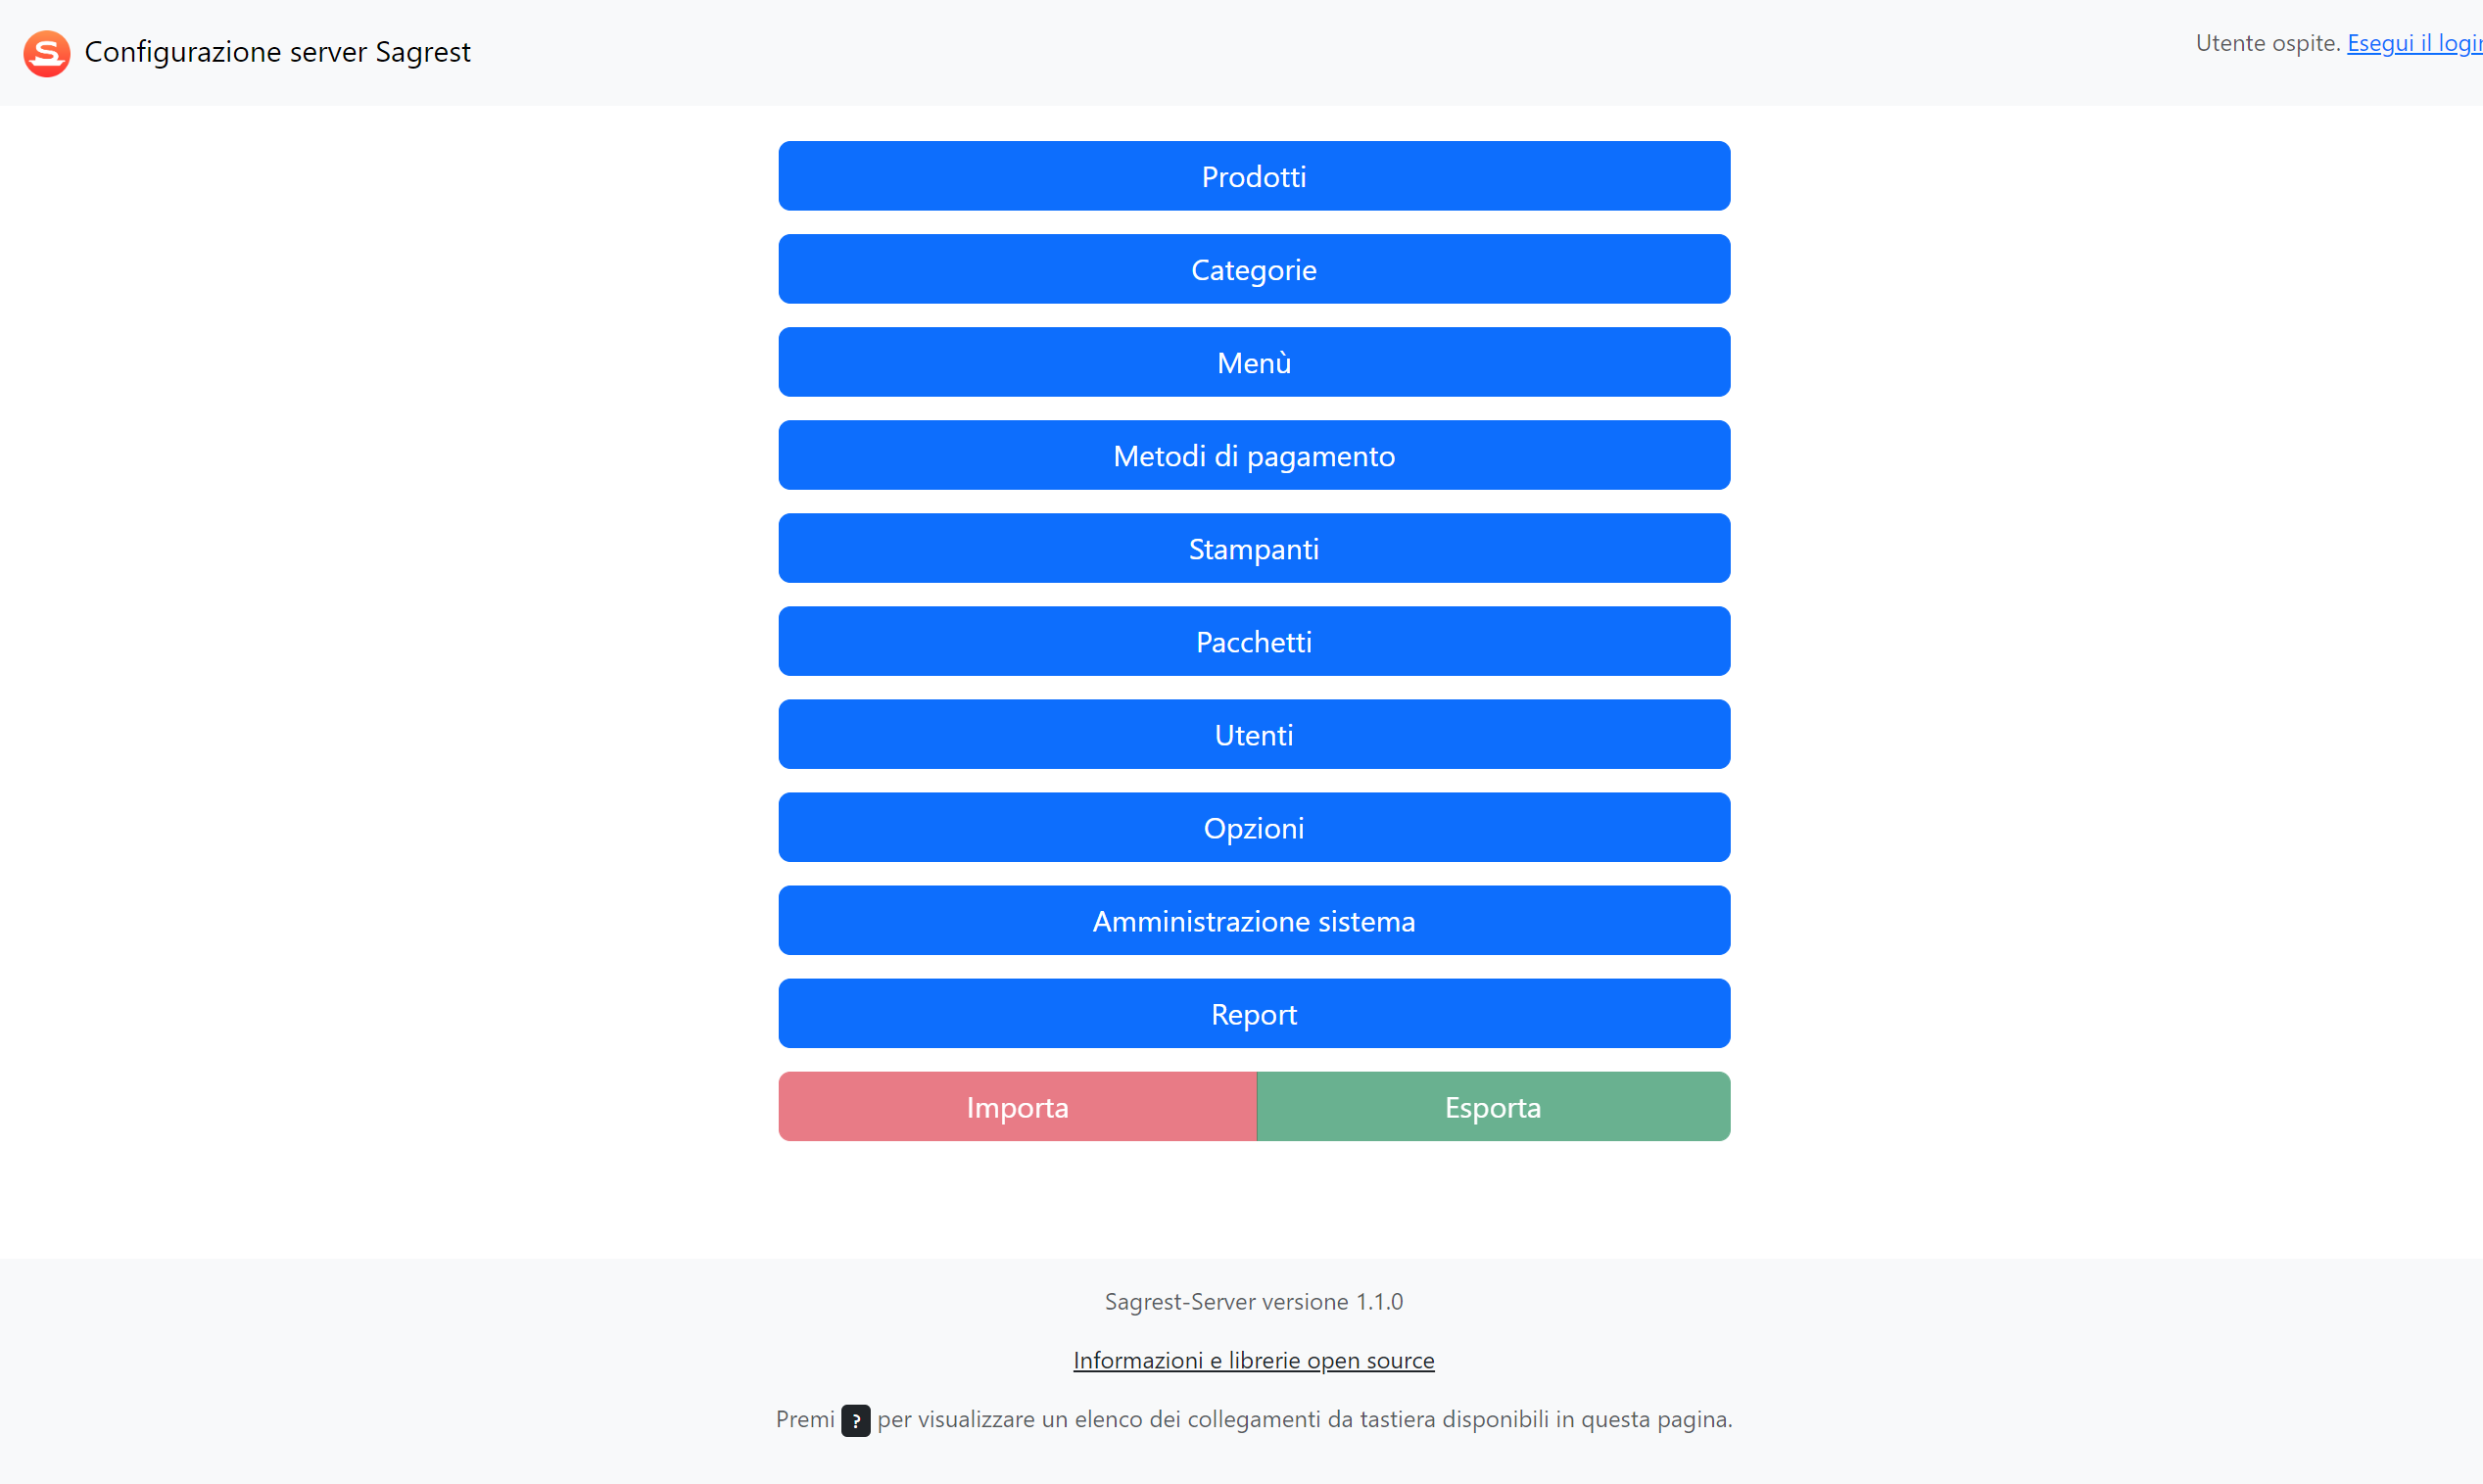 Configurazione server Sagrest
Utente ospite. Esegui il login
Prodotti
Categorie
Menù
Metodi di pagamento
Stampanti
Pacchetti
Utenti
Opzioni
Amministrazione sistema
Report
Importa
Esporta
Sagrest-Server versione 1.1.0
Informazioni e librerie open source
Premi ? per visualizzare un elenco dei collegamenti da tastiera disponibili in questa pagina.